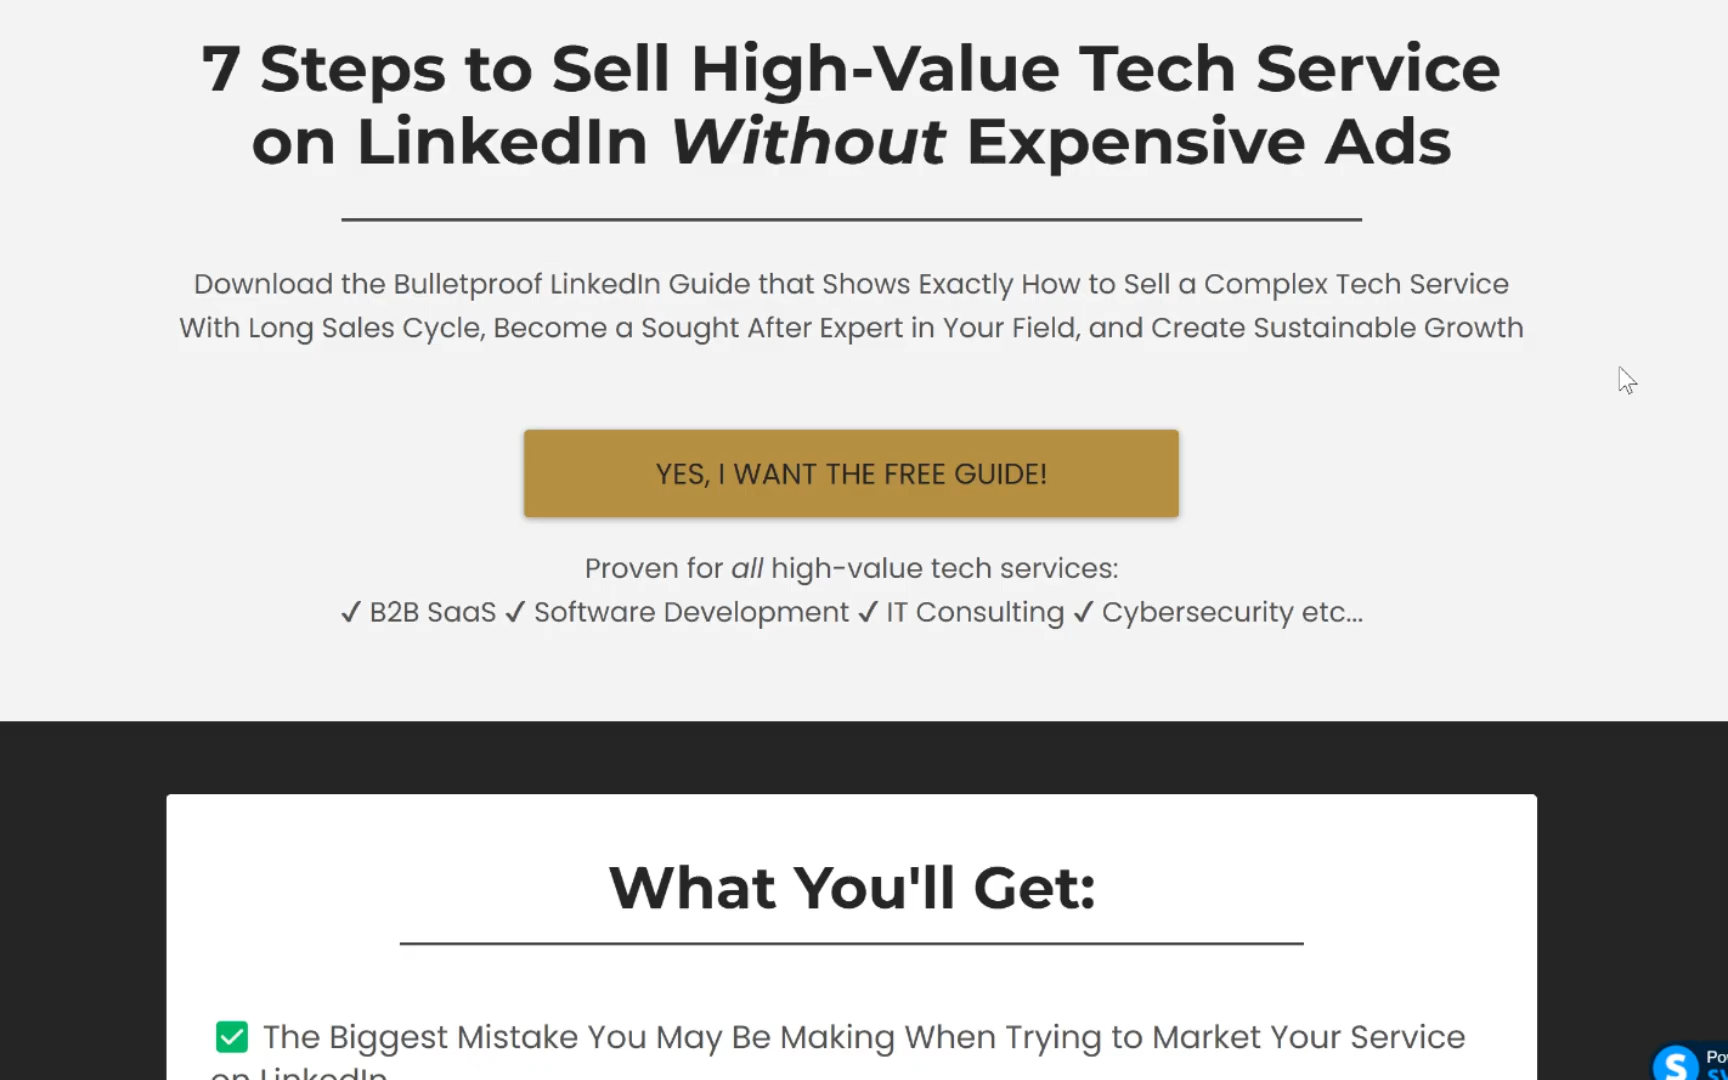 7 Steps to Sell High-Value Tech Service
on LinkedIn Without Expensive Ads
Download the Bulletproof LinkedIn Guide that Shows Exactly How to Sell a Complex Tech Service
With Long Sales Cycle, Become a Sought After Expert in Your Field, and Create Sustainable Growth
YES, I WANT THE FREE GUIDE!
Proven for all high-value tech services:
✓ B2B SaaS ✓ Software Development ✓ IT Consulting ✓ Cybersecurity etc...
What You'll Get:
✅ The Biggest Mistake You May Be Making When Trying to Market Your Service
on LinkedIn
S